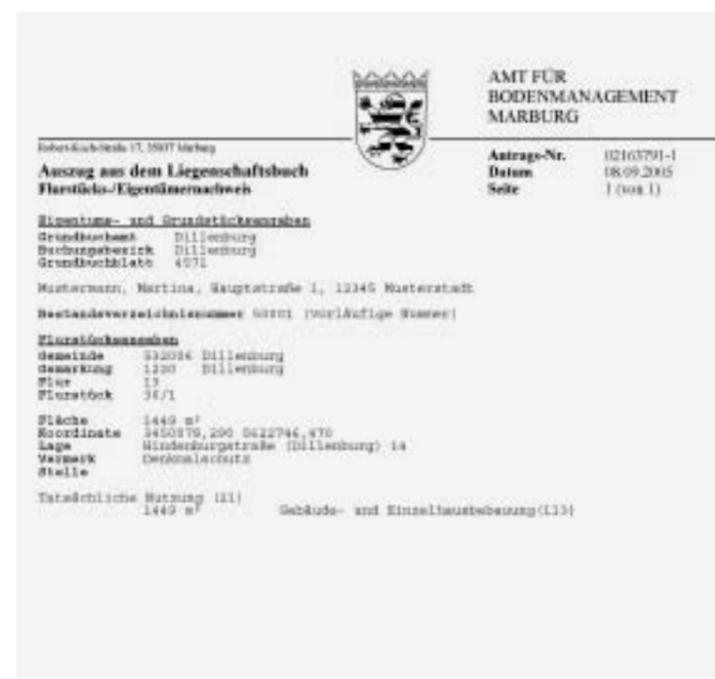 AMT FÜR
BODENMANAGEMENT
MARBURG
Robert-Koch-Straße 17, 35037 Marburg
Auszug aus dem Liegenschaftsbuch
Flurstücks-/Eigentümernachweis
Antrags-Nr. 02163791-1
Datum 08.09.2005
Seite 1 (von 1)
Eigentums- und Grundstücksangaben
Grundbuchamt Dillenburg
Buchungsbezirk Dillenburg
Grundbuchblatt 4571
Mustermann, Martina, Hauptstraße 1, 12345 Musterstadt
Bestandsverzeichnisnummer (vorläufige Nummer)
Flurstücksangaben
Gemeinde 532006 Dillenburg
Gemarkung 1230 Dillenburg
Flur 13
Flurstück 36/1
Fläche 1449 m²
Koordinate 3450879,290 5622746,470
Lage Hindenburgstraße (Dillenburg) 14
Vermerk Denkmalschutz
Stelle
Tatsächliche Nutzung (21)
1449 m² Gebäude- und Einzelhausbebauung(113)